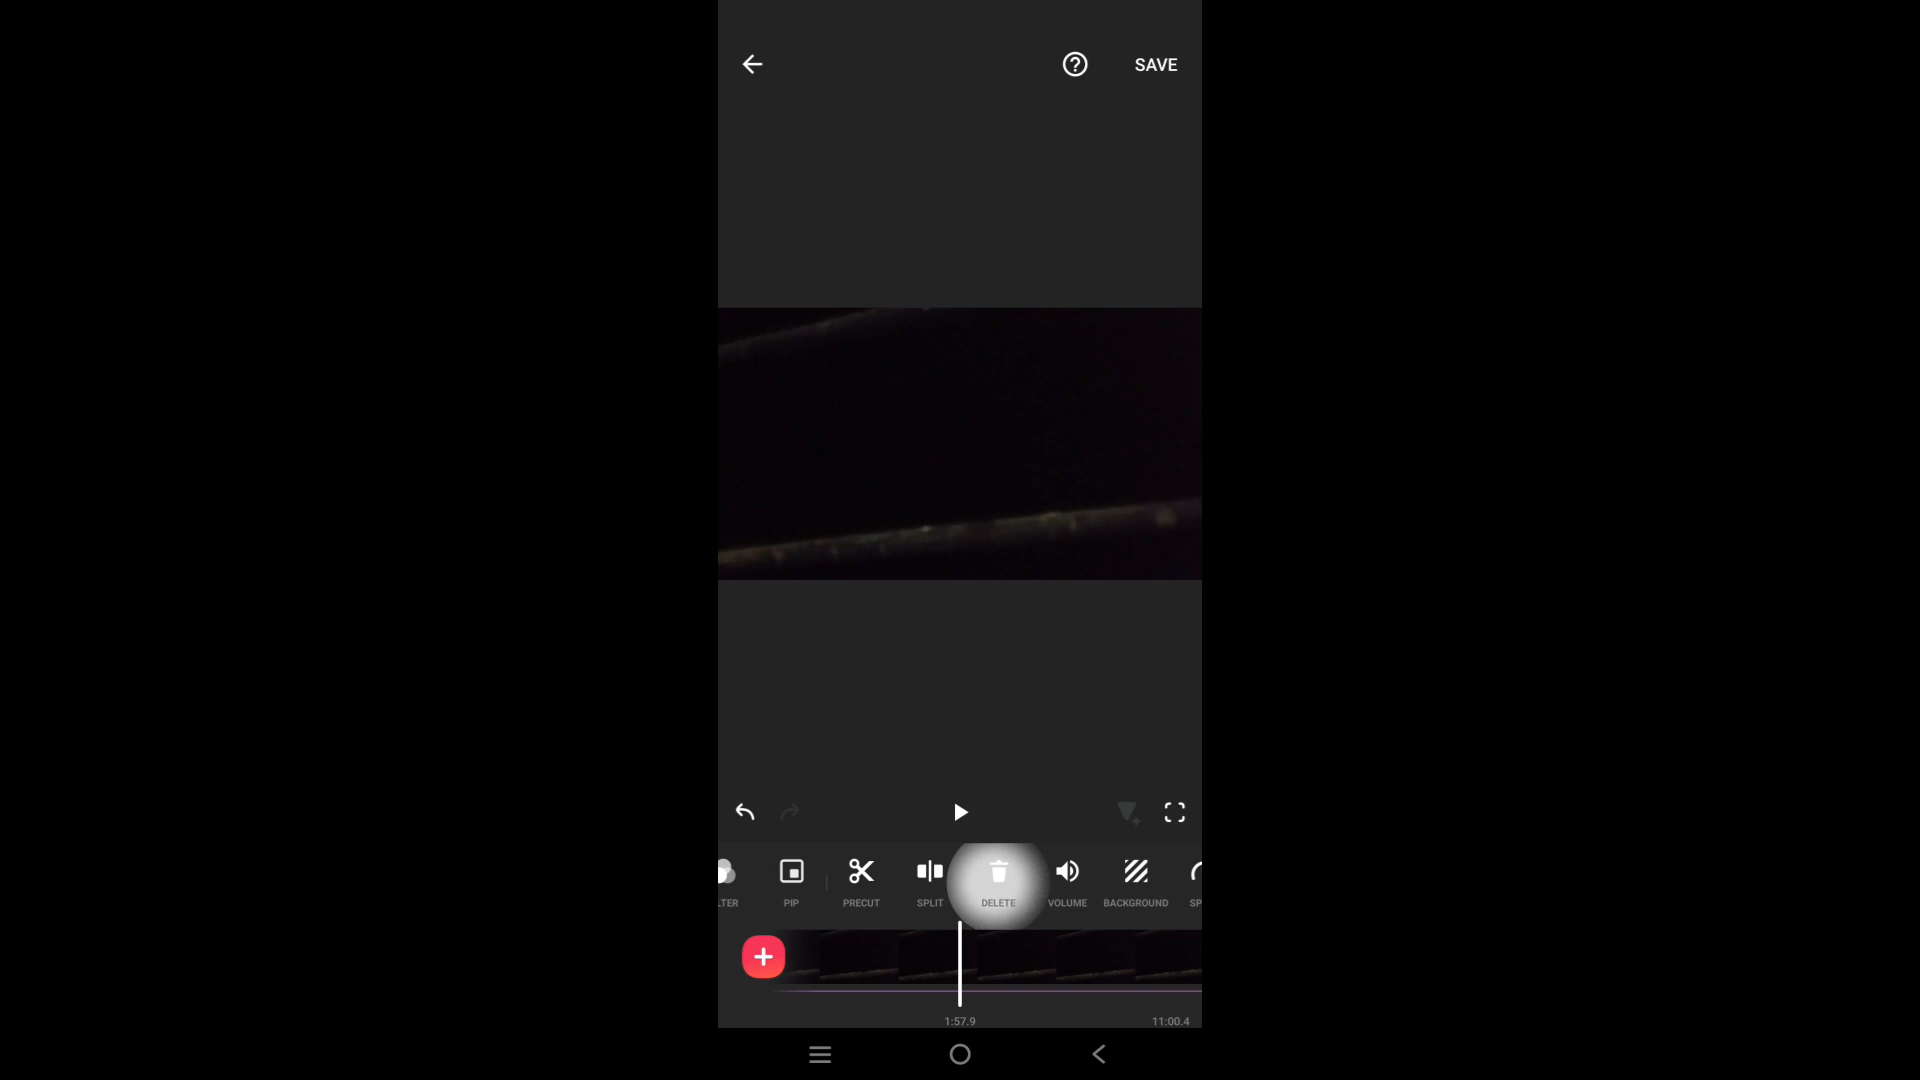 SAVE
LTER PIP PRECUT SPLIT DELETE VOLUME BACKGROUND SP
1:57.9 11:00.4